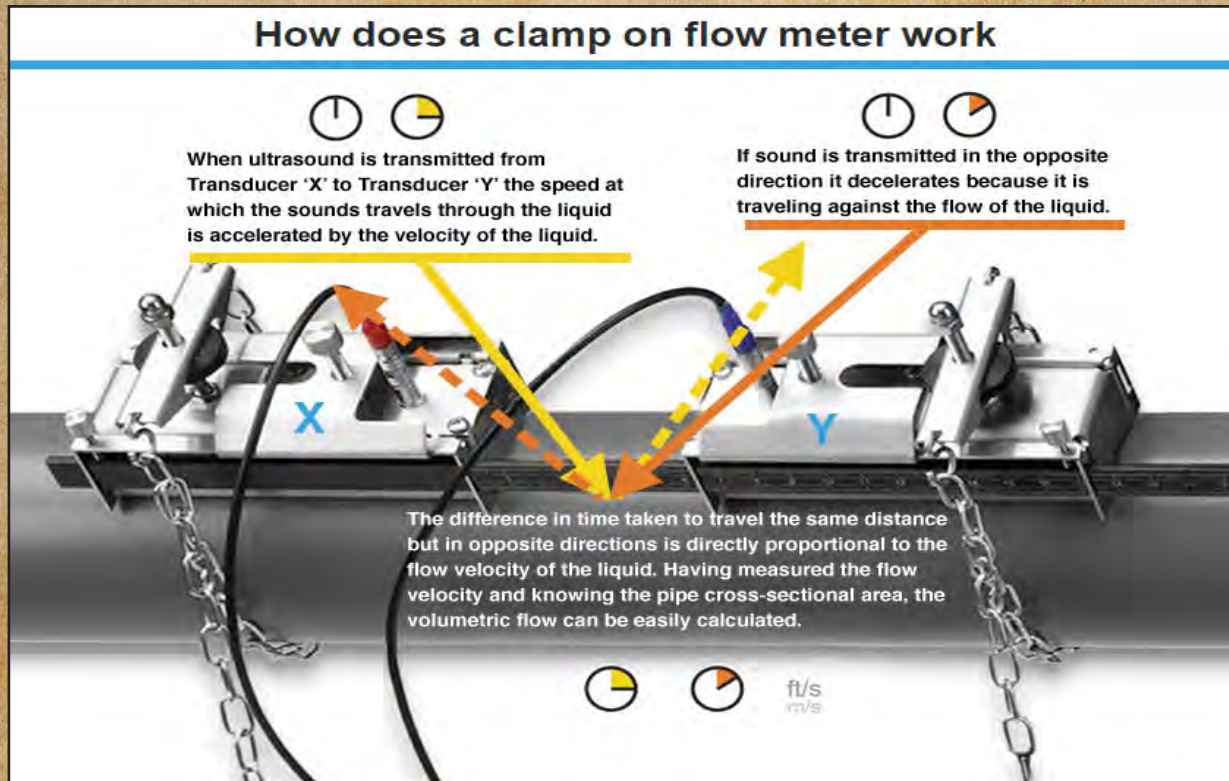 How does a clamp on flow meter work
When ultrasound is transmitted from
Transducer ‘X’ to Transducer ‘Y’ the speed at
which the sounds travels through the liquid
is accelerated by the velocity of the liquid.
If sound is transmitted in the opposite
direction it decelerates because it is
traveling against the flow of the liquid.
X
Y
The difference in time taken to travel the same distance
but in opposite directions is directly proportional to the
flow velocity of the liquid. Having measured the flow
velocity and knowing the pipe cross-sectional area, the
volumetric flow can be easily calculated.
ft/s
m/s